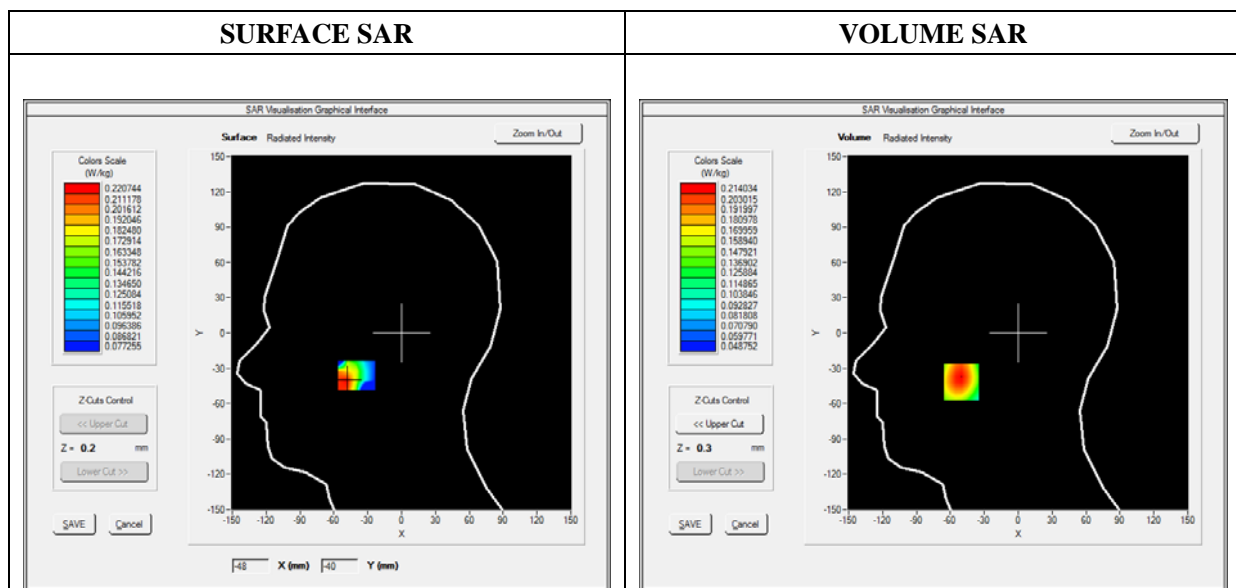 SURFACE SAR
VOLUME SAR
SAR Visualisation Graphical Interface
Surface Radiated Intensity
Zoom In/Out
Colors Scale
(W/kg)
0.220744
0.211178
0.201612
0.192046
0.182480
0.172914
0.163348
0.153782
0.144216
0.134650
0.125084
0.115518
0.105952
0.096386
0.086821
0.077255
Z-Cuts Control
<< Upper Cut
Z = 0.2 mm
Lower Cut >>
SAVE Cancel
150
120
90
60
30
0
-30
-60
-90
-120
-150
Y
-150 -120 -90 -60 -30 0 30 60 90 120 150
X
-48 X (mm) -40 Y (mm)
SAR Visualisation Graphical Interface
Volume Radiated Intensity
Zoom In/Out
Colors Scale
(W/kg)
0.214034
0.203015
0.191997
0.180978
0.169959
0.158940
0.147921
0.136902
0.125884
0.114865
0.103846
0.092827
0.081808
0.070790
0.059771
0.048752
Z-Cuts Control
<< Upper Cut
Z = 0.3 mm
Lower Cut >>
SAVE Cancel
150
120
90
60
30
0
-30
-60
-90
-120
-150
Y
-150 -120 -90 -60 -30 0 30 60 90 120 150
X